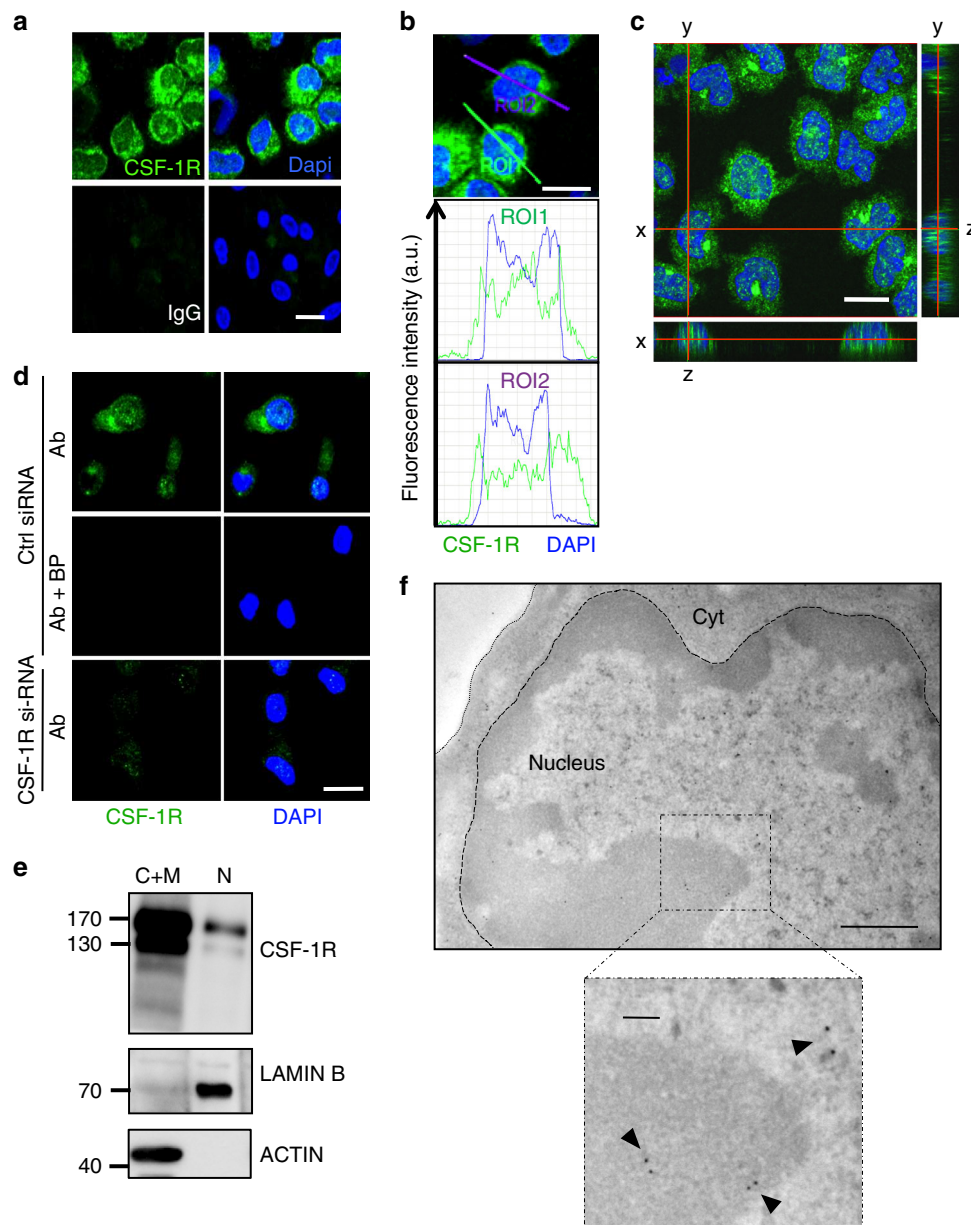 a
CSF-1R
Dapi
IgG
b
ROI2
ROI1
Fluorescence intensity (a.u.)
ROI1
ROI2
CSF-1R DAPI
c
y y
x z
x
z
d
Ctrl siRNA
Ab
Ab + BP
CSF-1R si-RNA
Ab
CSF-1R DAPI
e
C+M N
170
130
CSF-1R
LAMIN B
70
ACTIN
40
f
Cyt
Nucleus